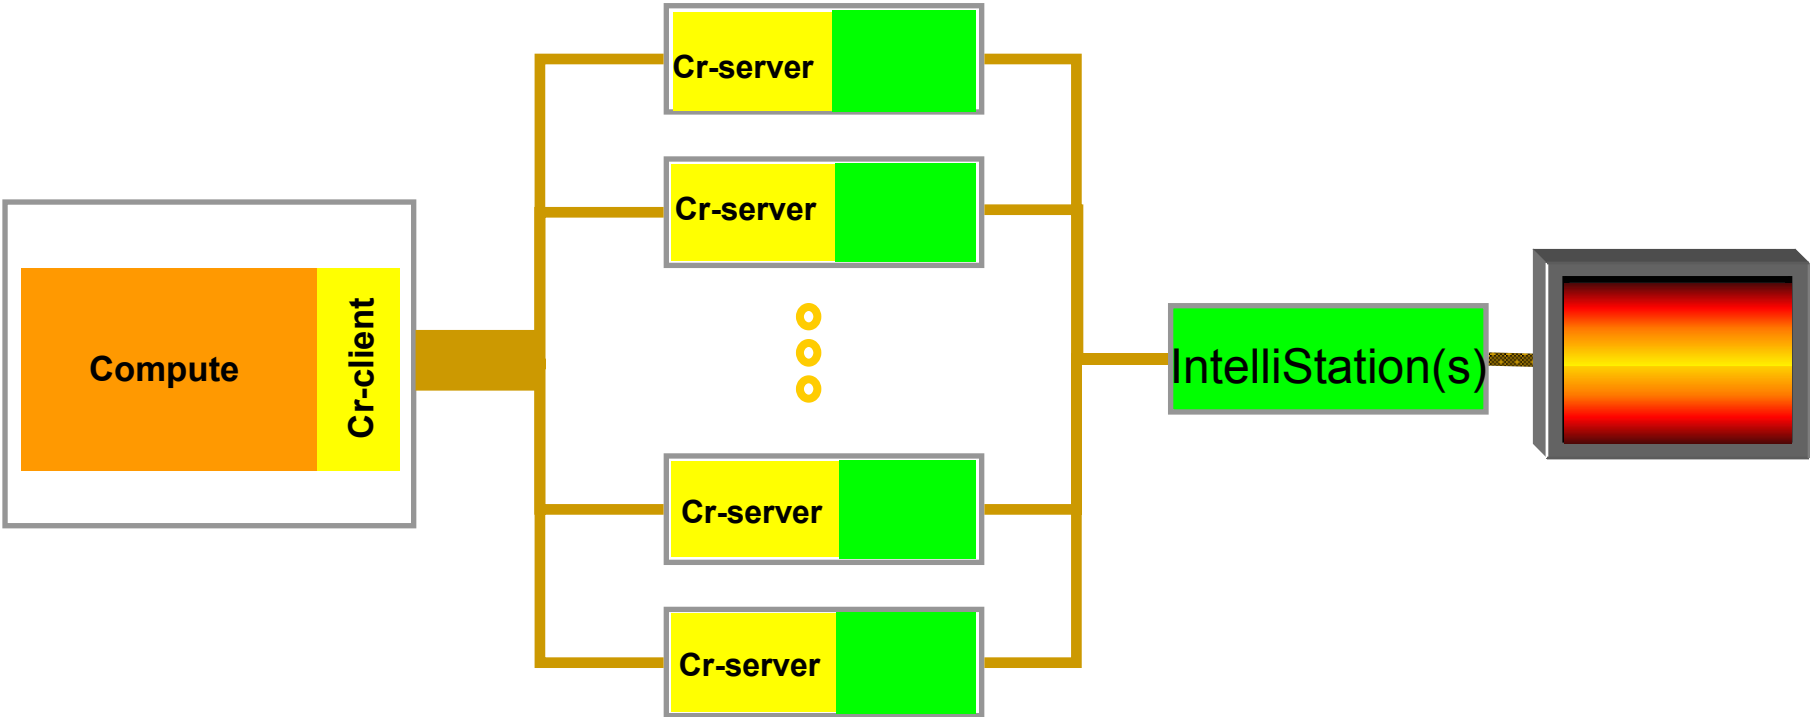 Cr-server
Cr-server
Compute
Cr-client
IntelliStation(s)
Cr-server
Cr-server